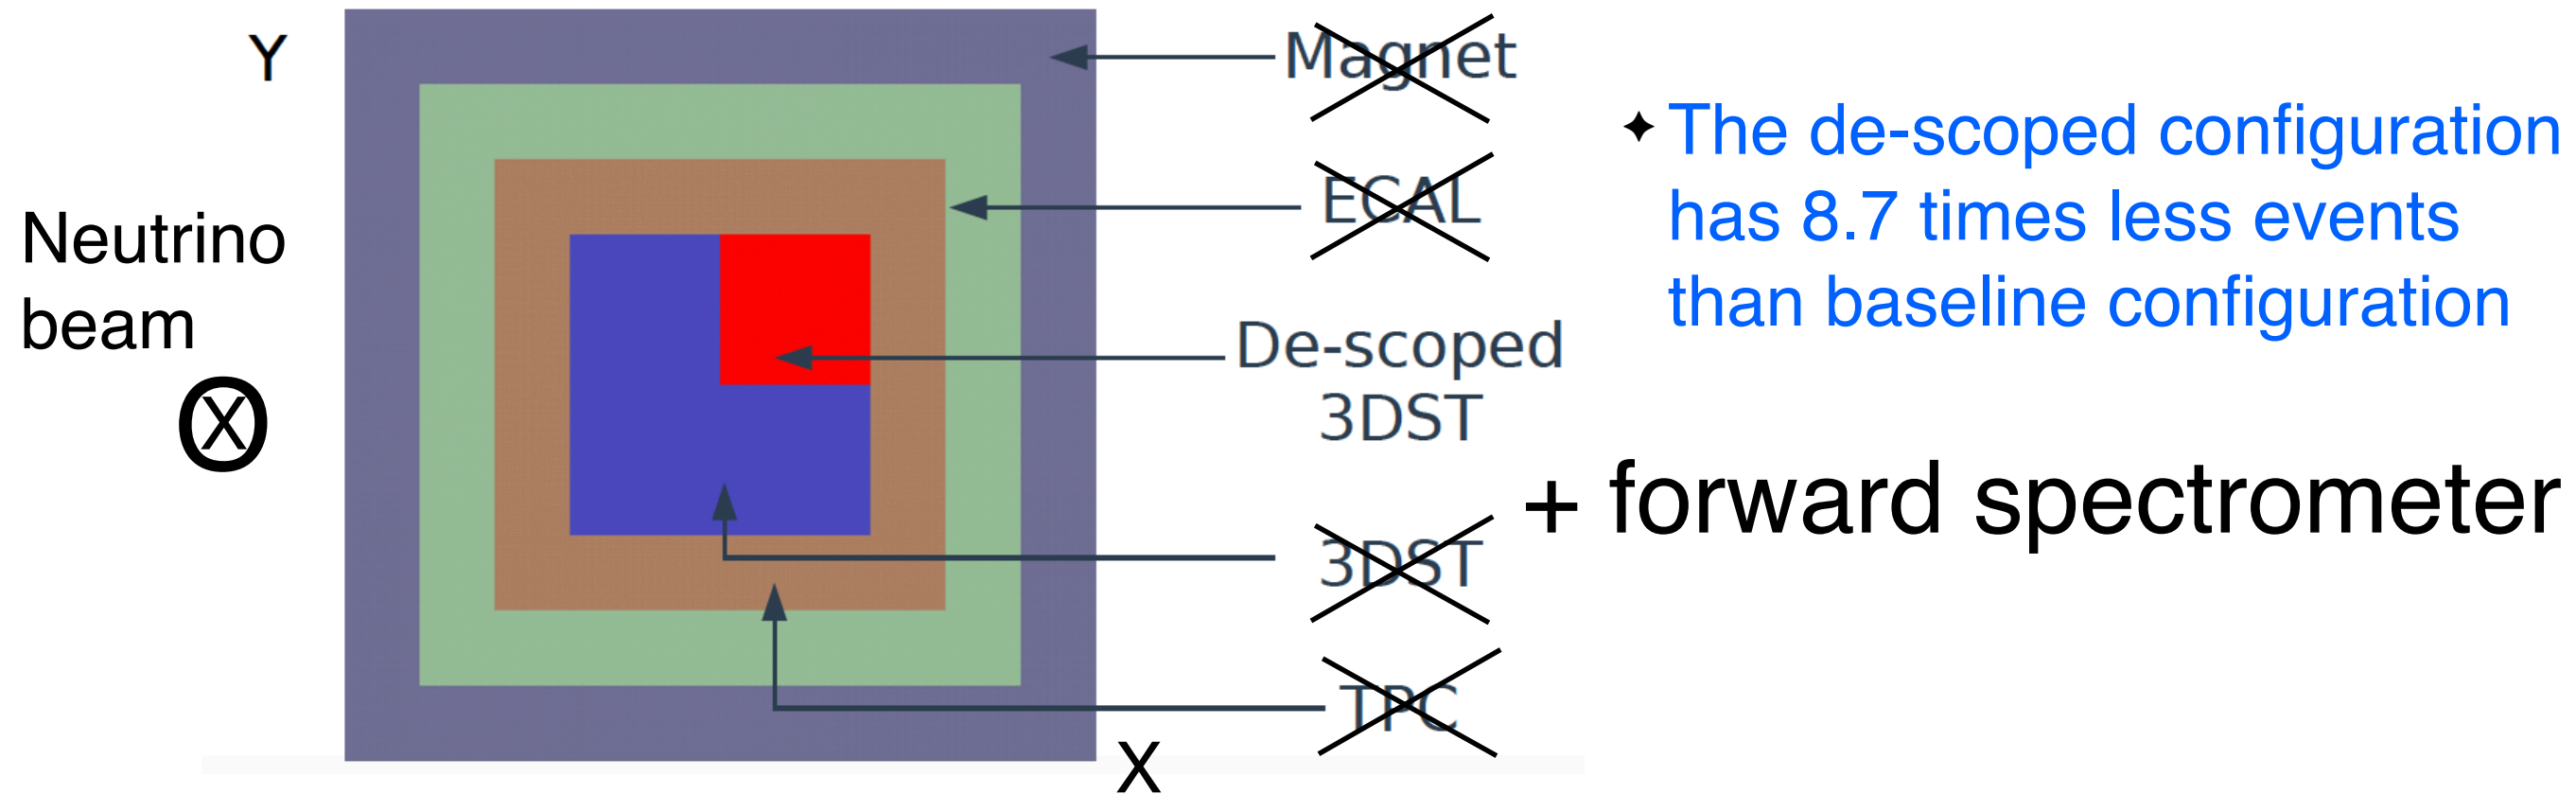 Y
Neutrino
beam
X
X
Magnet
ECAL
De-scoped
3DST
3DST
TPC
✦ The de-scoped configuration
has 8.7 times less events
than baseline configuration
+ forward spectrometer